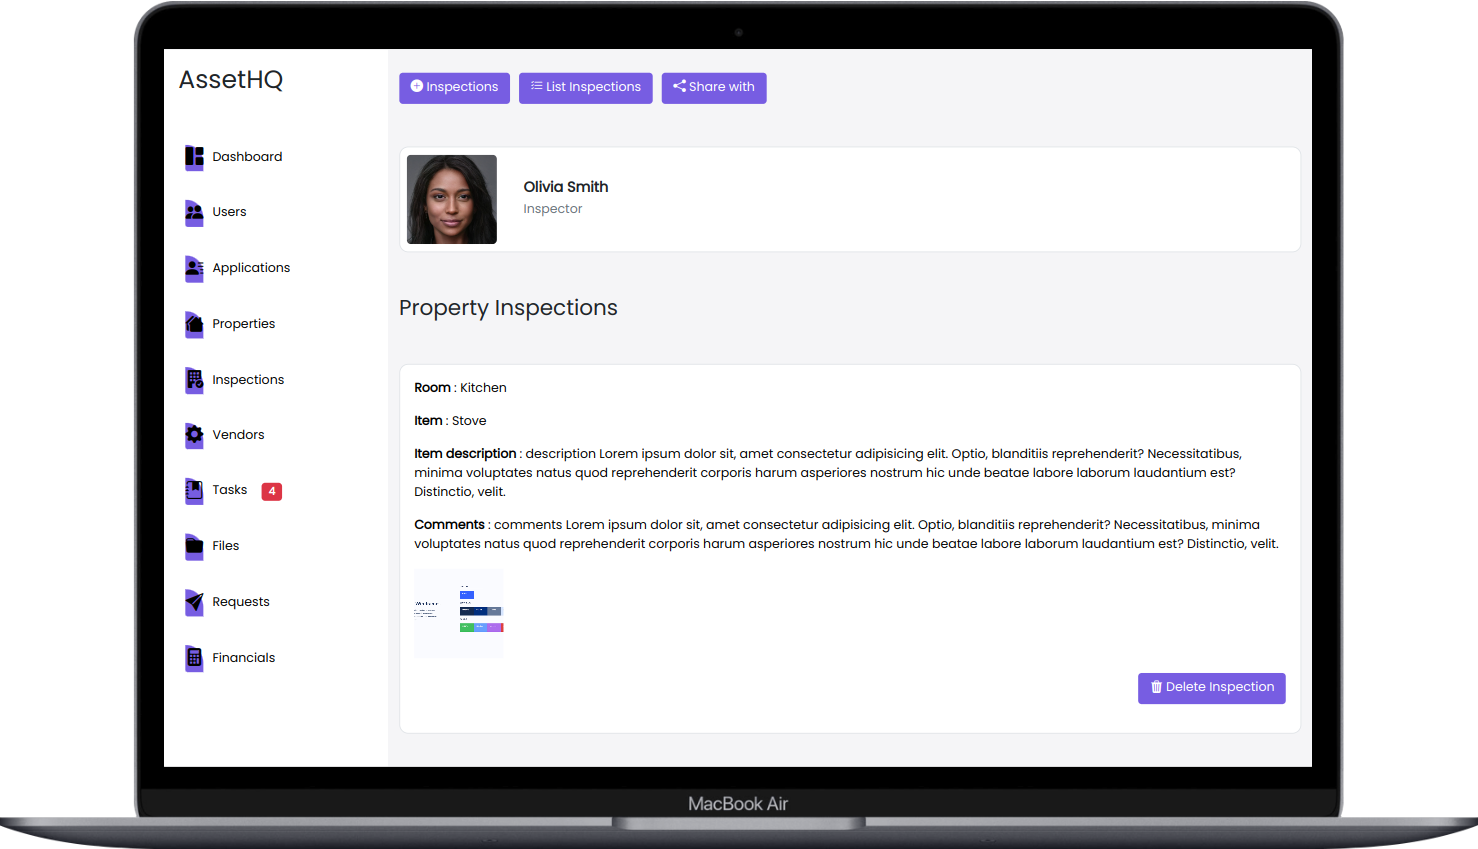 AssetHQ
Dashboard
Users
Applications
Properties
Inspections
Vendors
Tasks 4
Files
Requests
Financials
Inspections List Inspections Share with
Olivia Smith
Inspector
Property Inspections
Room : Kitchen
Item : Stove
Item description : description Lorem ipsum dolor sit, amet consectetur adipisicing elit. Optio, blanditiis reprehenderit? Necessitatibus,
minima voluptates natus quod reprehenderit corporis harum asperiores nostrum hic unde beatae labore laborum laudantium est?
Distinctio, velit.
Comments : comments Lorem ipsum dolor sit, amet consectetur adipisicing elit. Optio, blanditiis reprehenderit? Necessitatibus, minima
voluptates natus quod reprehenderit corporis harum asperiores nostrum hic unde beatae labore laborum laudantium est? Distinctio, velit.
Delete Inspection
MacBook Air